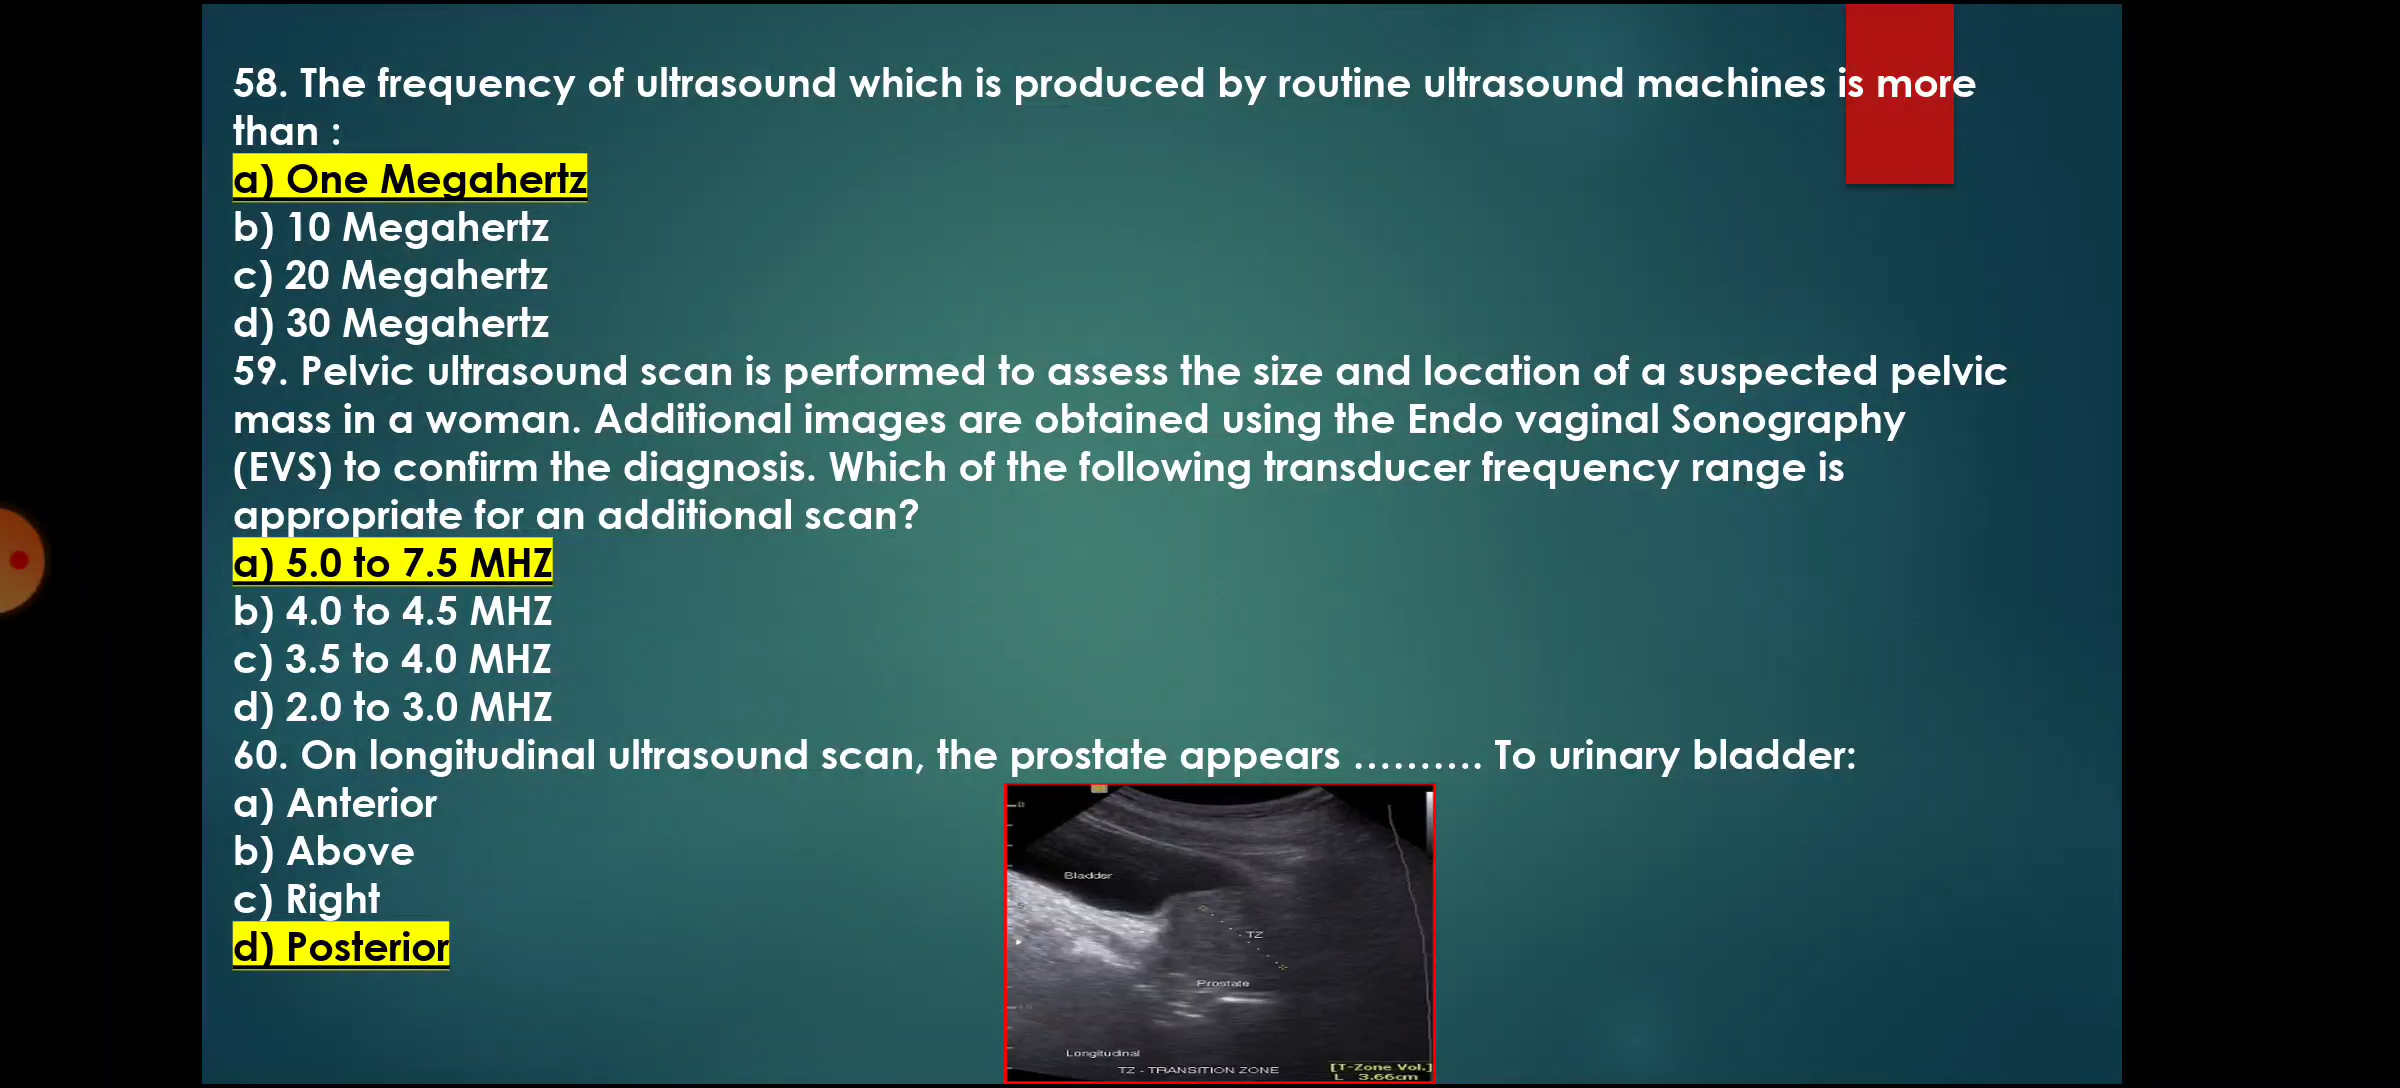 58. The frequency of ultrasound which is produced by routine ultrasound machines is more
than :
a) One Megahertz
b) 10 Megahertz
c) 20 Megahertz
d) 30 Megahertz
59. Pelvic ultrasound scan is performed to assess the size and location of a suspected pelvic
mass in a woman. Additional images are obtained using the Endo vaginal Sonography
(EVS) to confirm the diagnosis. Which of the following transducer frequency range is
appropriate for an additional scan?
a) 5.0 to 7.5 MHZ
b) 4.0 to 4.5 MHZ
c) 3.5 to 4.0 MHZ
d) 2.0 to 3.0 MHZ
60. On longitudinal ultrasound scan, the prostate appears ………. To urinary bladder:
a) Anterior
b) Above
c) Right
d) Posterior
Bladder
TZ
Prostate
Longitudinal
TZ - TRANSITION ZONE
[T-Zone Vol.]
L 3.66cm